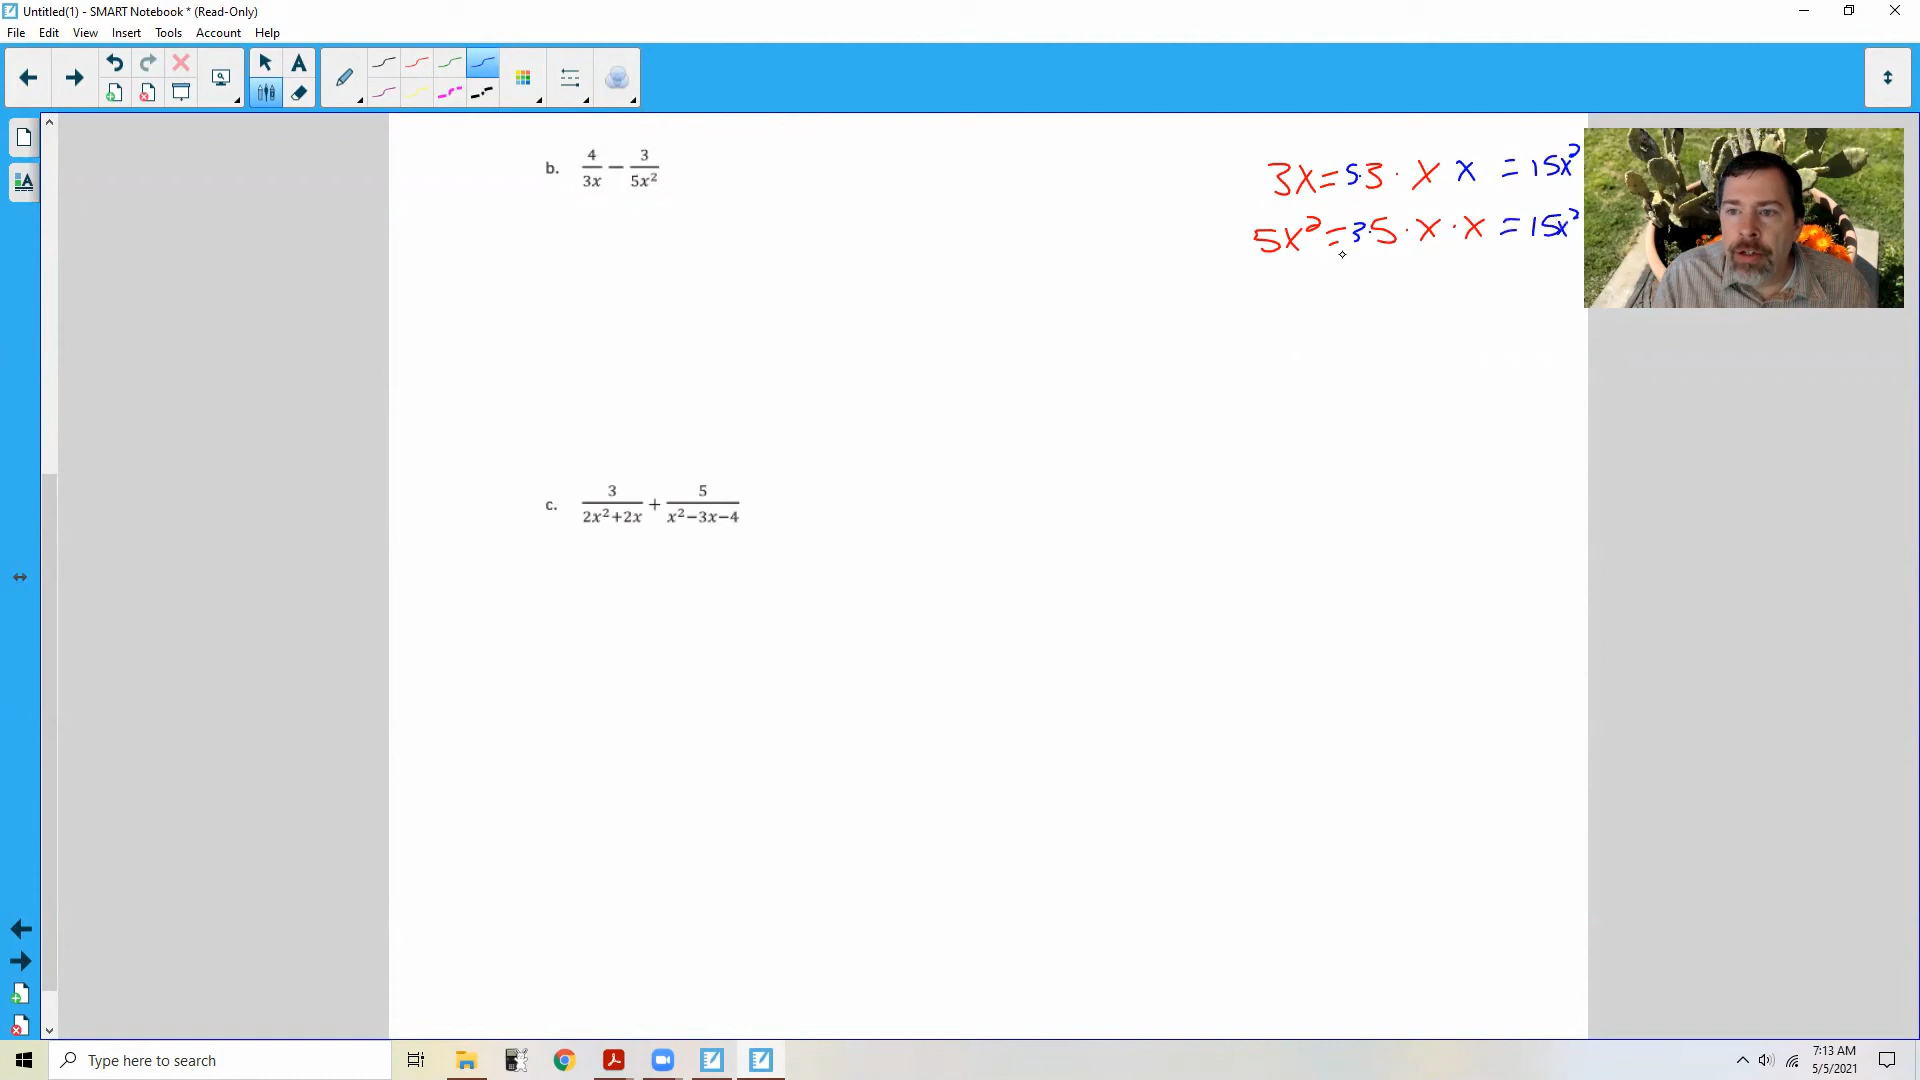 Untitled(1) - SMART Notebook * (Read-Only)
File Edit View Insert Tools Account Help
b. 4/3x − 3/5x²
3x = 5·3 · x x = 15x²
5x² = 3·5 · x · x = 15x²
c. 3/2x²+2x + 5/x²−3x−4
Type here to search
7:13 AM
5/5/2021